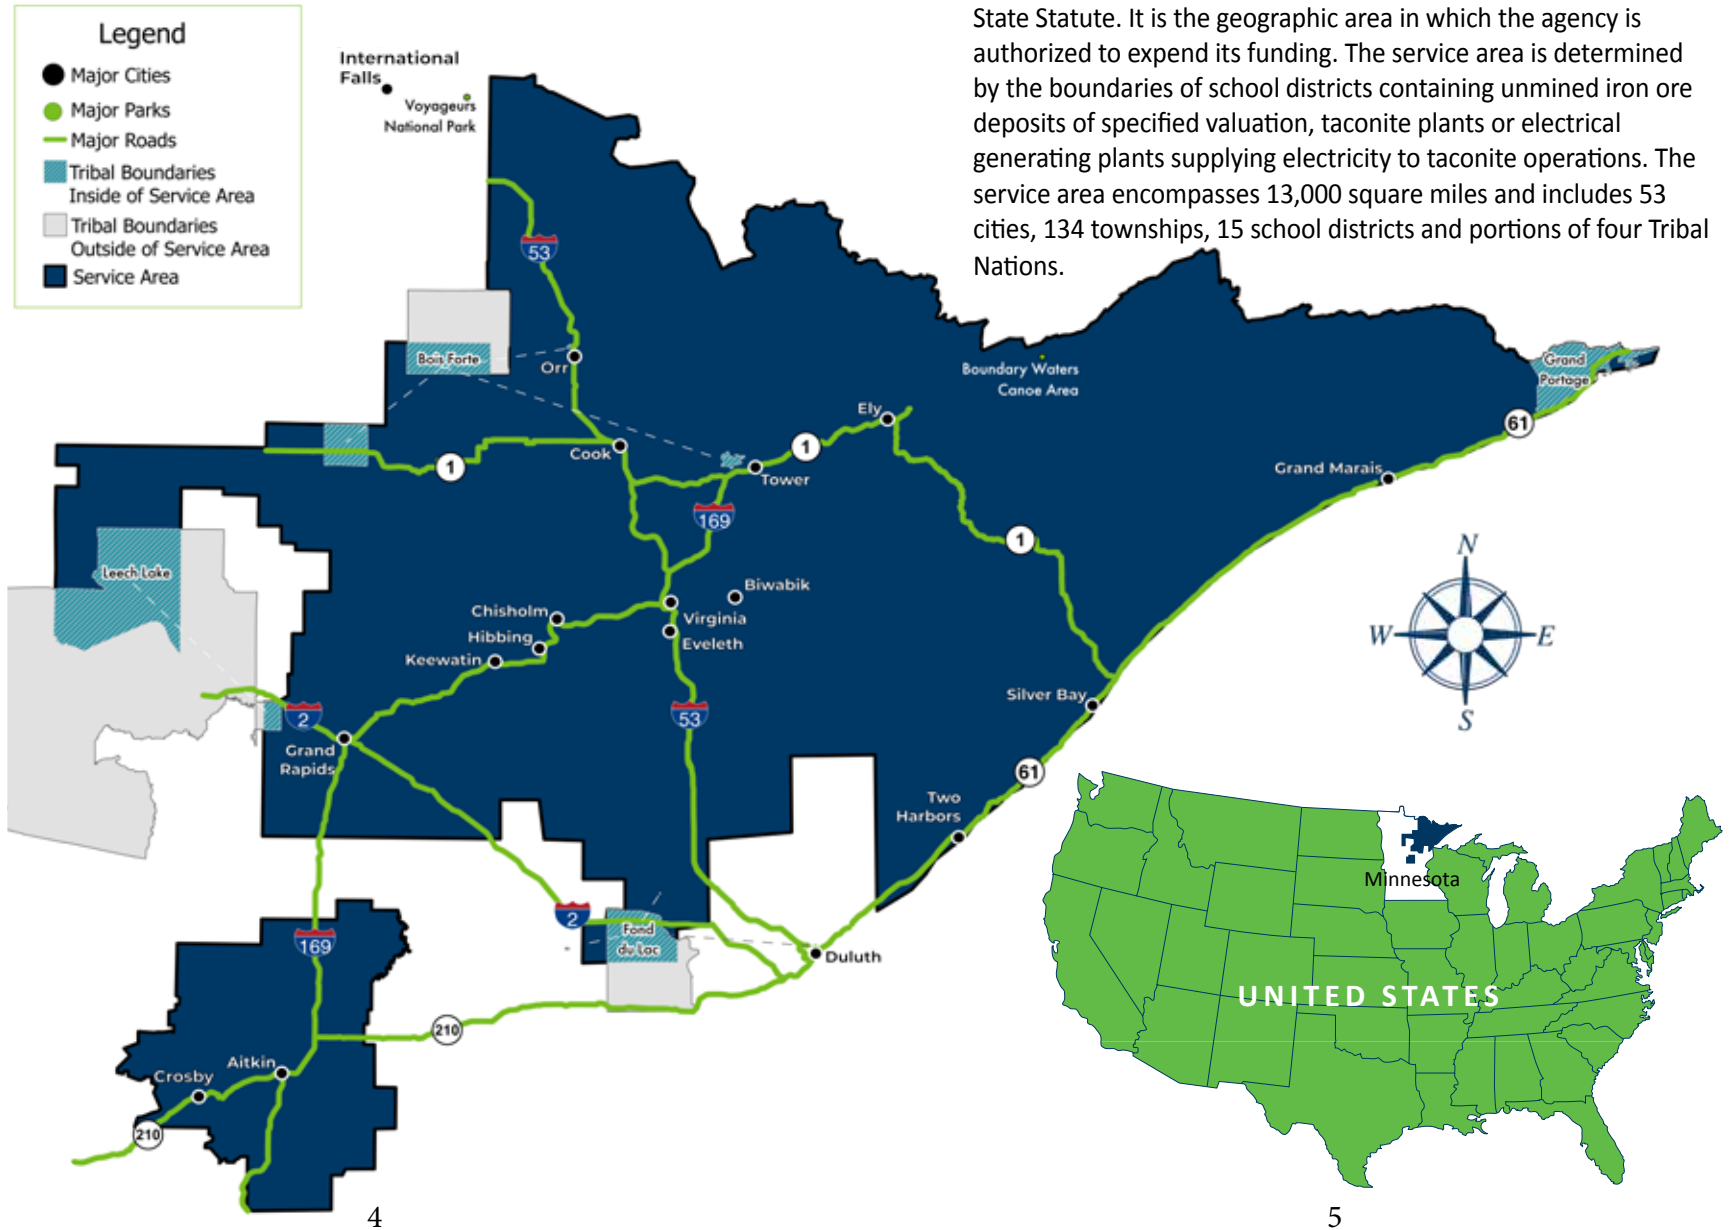 Legend
Major Cities
Major Parks
Major Roads
Tribal Boundaries
Inside of Service Area
Tribal Boundaries
Outside of Service Area
Service Area
State Statute. It is the geographic area in which the agency is
authorized to expend its funding. The service area is determined
by the boundaries of school districts containing unmined iron ore
deposits of specified valuation, taconite plants or electrical
generating plants supplying electricity to taconite operations. The
service area encompasses 13,000 square miles and includes 53
cities, 134 townships, 15 school districts and portions of four Tribal
Nations.
International
Falls
Voyageurs
National Park
53
Bois Forte
Orr
Boundary Waters
Canoe Area
Grand
Portage
Ely
61
1
Cook
1
Tower
Grand Marais
169
1
Leech Lake
Biwabik
Chisholm
Virginia
Hibbing
Eveleth
Keewatin
N
W
E
S
Silver Bay
2
53
Grand
Rapids
61
Two
Harbors
2
Fond
du Lac
169
Duluth
210
Aitkin
Crosby
210
Minnesota
UNITED STATES
4
5